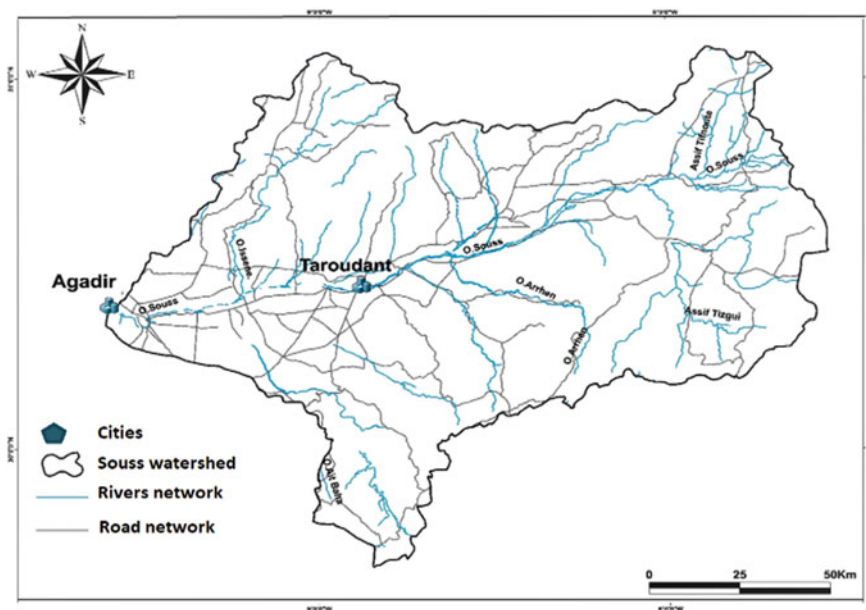 N
W
E
S
Assif Tifnoute
O.Souss
O.Souss
O.Issene
Taroudant
Agadir
O.Souss
O.Arrhen
O.Arrhen
Assif Tizgui
O.Ait Baha
Cities
Souss watershed
Rivers network
Road network
0 25 50Km